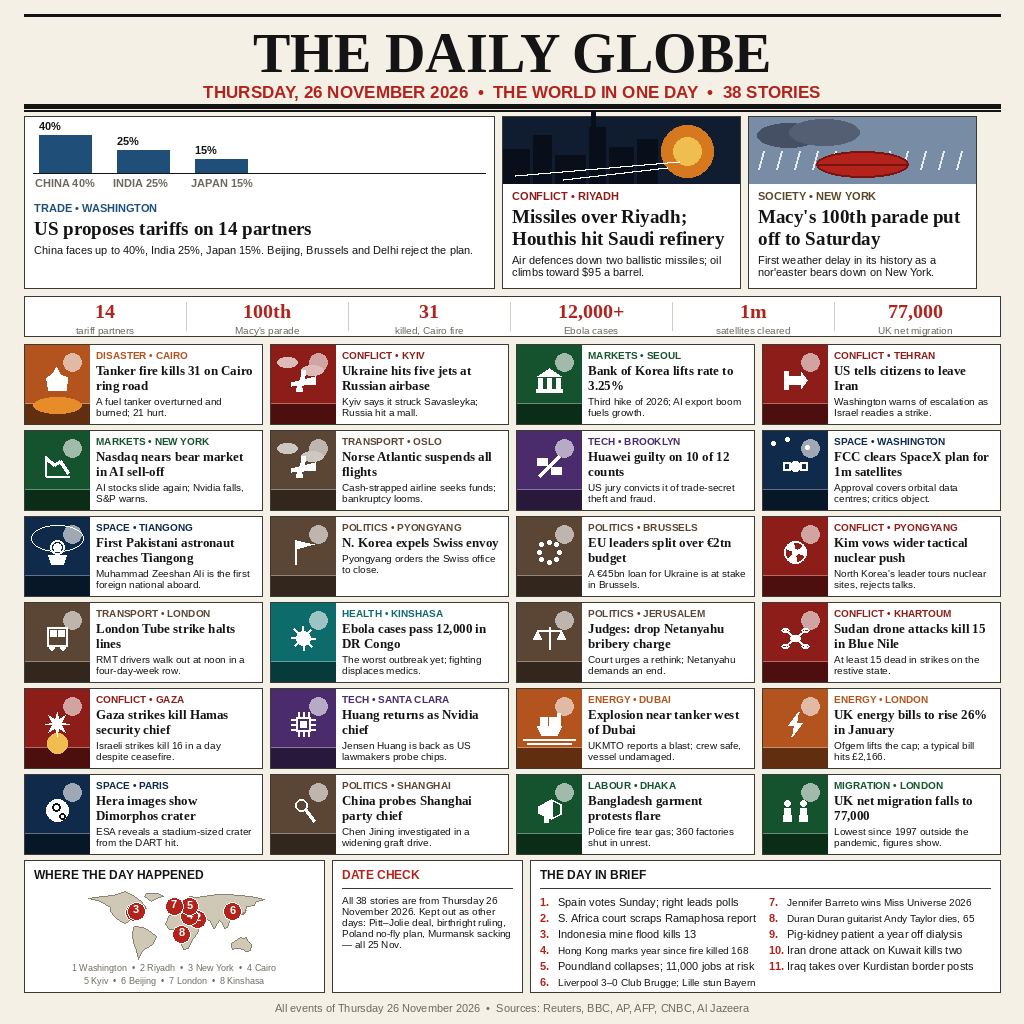 THE DAILY GLOBE
THURSDAY, 26 NOVEMBER 2026 • THE WORLD IN ONE DAY • 38 STORIES
40%
25%
15%
CHINA 40%
INDIA 25%
JAPAN 15%
TRADE • WASHINGTON
US proposes tariffs on 14 partners
China faces up to 40%, India 25%, Japan 15%. Beijing, Brussels and Delhi reject the plan.
CONFLICT • RIYADH
Missiles over Riyadh;
Houthis hit Saudi refinery
Air defences down two ballistic missiles; oil
climbs toward $95 a barrel.
SOCIETY • NEW YORK
Macy's 100th parade put
off to Saturday
First weather delay in its history as a
nor'easter bears down on New York.
14
tariff partners
100th
Macy's parade
31
killed, Cairo fire
12,000+
Ebola cases
1m
satellites cleared
77,000
UK net migration
DISASTER • CAIRO
Tanker fire kills 31 on Cairo
ring road
A fuel tanker overturned and
burned; 21 hurt.
CONFLICT • KYIV
Ukraine hits five jets at
Russian airbase
Kyiv says it struck Savasleyka;
Russia hit a mall.
MARKETS • SEOUL
Bank of Korea lifts rate to
3.25%
Third hike of 2026; AI export boom
fuels growth.
CONFLICT • TEHRAN
US tells citizens to leave
Iran
Washington warns of escalation as
Israel readies a strike.
MARKETS • NEW YORK
Nasdaq nears bear market
in AI sell-off
AI stocks slide again; Nvidia falls,
S&P warns.
TRANSPORT • OSLO
Norse Atlantic suspends all
flights
Cash-strapped airline seeks funds;
bankruptcy looms.
TECH • BROOKLYN
Huawei guilty on 10 of 12
counts
US jury convicts it of trade-secret
theft and fraud.
SPACE • WASHINGTON
FCC clears SpaceX plan for
1m satellites
Approval covers orbital data
centres; critics object.
SPACE • TIANGONG
First Pakistani astronaut
reaches Tiangong
Muhammad Zeeshan Ali is the first
foreign national aboard.
POLITICS • PYONGYANG
N. Korea expels Swiss envoy
Pyongyang orders the Swiss office
to close.
POLITICS • BRUSSELS
EU leaders split over €2tn
budget
A €45bn loan for Ukraine is at stake
in Brussels.
CONFLICT • PYONGYANG
Kim vows wider tactical
nuclear push
North Korea's leader tours nuclear
sites, rejects talks.
TRANSPORT • LONDON
London Tube strike halts
lines
RMT drivers walk out at noon in a
four-day-week row.
HEALTH • KINSHASA
Ebola cases pass 12,000 in
DR Congo
The worst outbreak yet; fighting
displaces medics.
POLITICS • JERUSALEM
Judges: drop Netanyahu
bribery charge
Court urges a rethink; Netanyahu
demands an end.
CONFLICT • KHARTOUM
Sudan drone attacks kill 15
in Blue Nile
At least 15 dead in strikes on the
restive state.
CONFLICT • GAZA
Gaza strikes kill Hamas
security chief
Israeli strikes kill 16 in a day
despite ceasefire.
TECH • SANTA CLARA
Huang returns as Nvidia
chief
Jensen Huang is back as US
lawmakers probe chips.
ENERGY • DUBAI
Explosion near tanker west
of Dubai
UKMTO reports a blast; crew safe,
vessel undamaged.
ENERGY • LONDON
UK energy bills to rise 26%
in January
Ofgem lifts the cap; a typical bill
hits £2,166.
SPACE • PARIS
Hera images show
Dimorphos crater
ESA reveals a stadium-sized crater
from the DART hit.
POLITICS • SHANGHAI
China probes Shanghai
party chief
Chen Jining investigated in a
widening graft drive.
LABOUR • DHAKA
Bangladesh garment
protests flare
Police fire tear gas; 360 factories
shut in unrest.
MIGRATION • LONDON
UK net migration falls to
77,000
Lowest since 1997 outside the
pandemic, figures show.
WHERE THE DAY HAPPENED
3
7
5
2
6
8
1 Washington • 2 Riyadh • 3 New York • 4 Cairo
5 Kyiv • 6 Beijing • 7 London • 8 Kinshasa
DATE CHECK
All 38 stories are from Thursday 26
November 2026. Kept out as other
days: Pitt–Jolie deal, birthright ruling,
Poland no-fly plan, Murmansk sacking
— all 25 Nov.
THE DAY IN BRIEF
1. Spain votes Sunday; right leads polls
2. S. Africa court scraps Ramaphosa report
3. Indonesia mine flood kills 13
4. Hong Kong marks year since fire killed 168
5. Poundland collapses; 11,000 jobs at risk
6. Liverpool 3–0 Club Brugge; Lille stun Bayern
7. Jennifer Barreto wins Miss Universe 2026
8. Duran Duran guitarist Andy Taylor dies, 65
9. Pig-kidney patient a year off dialysis
10. Iran drone attack on Kuwait kills two
11. Iraq takes over Kurdistan border posts
All events of Thursday 26 November 2026 • Sources: Reuters, BBC, AP, AFP, CNBC, Al Jazeera